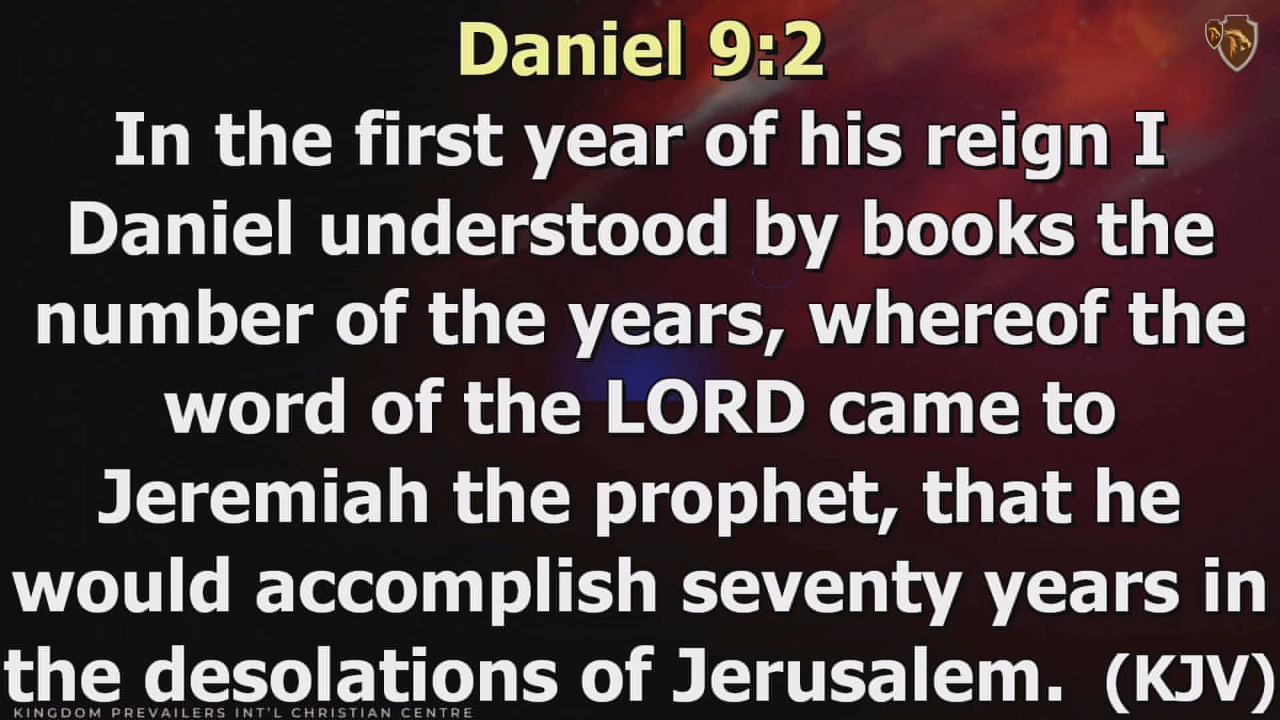 Daniel 9:2
In the first year of his reign I
Daniel understood by books the
number of the years, whereof the
word of the LORD came to
Jeremiah the prophet, that he
would accomplish seventy years in
the desolations of Jerusalem. (KJV)
KINGDOM PREVAILERS INT'L CHRISTIAN CENTRE